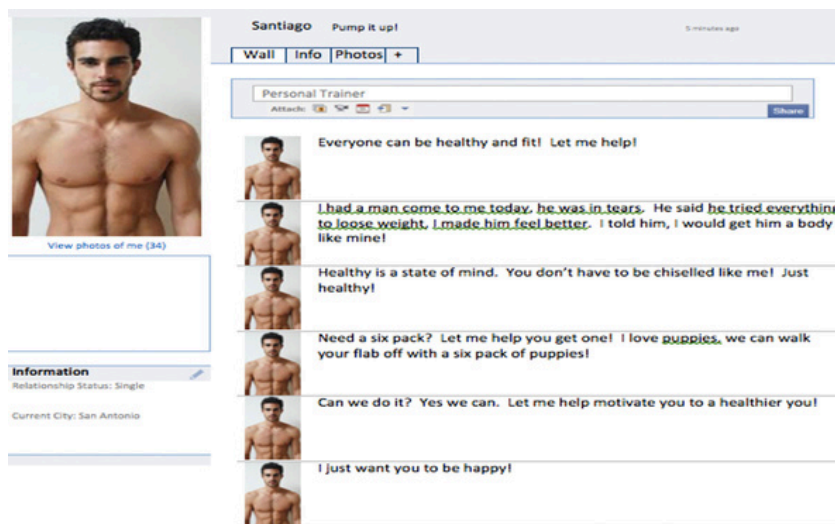 Santiago Pump it up! 5 minutes ago
Wall Info Photos +
Personal Trainer
Attach:
Share
Everyone can be healthy and fit! Let me help!
I had a man come to me today, he was in tears. He said he tried everything
to loose weight, I made him feel better. I told him, I would get him a body
like mine!
View photos of me (34)
Healthy is a state of mind. You don't have to be chiselled like me! Just
healthy!
Need a six pack? Let me help you get one! I love puppies, we can walk
your flab off with a six pack of puppies!
Information
Relationship Status: Single
Current City: San Antonio
Can we do it? Yes we can. Let me help motivate you to a healthier you!
I just want you to be happy!